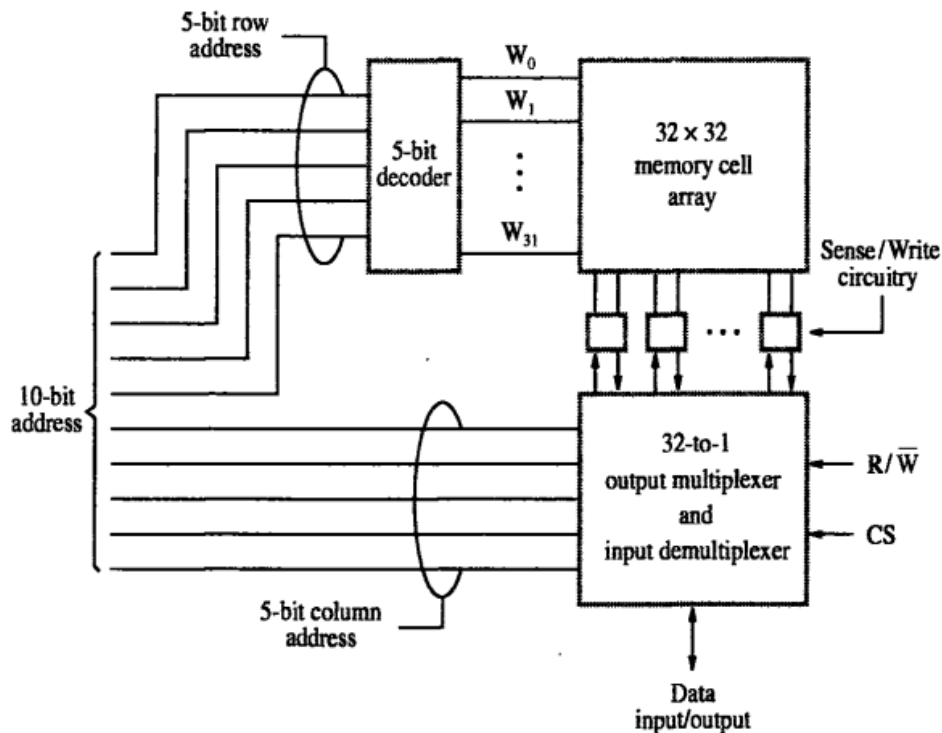 5-bit row
address
W0
W1
5-bit
decoder
W31
32 × 32
memory cell
array
Sense/Write
circuitry
10-bit
address
32-to-1
output multiplexer
and
input demultiplexer
R/W̅
CS
5-bit column
address
Data
input/output